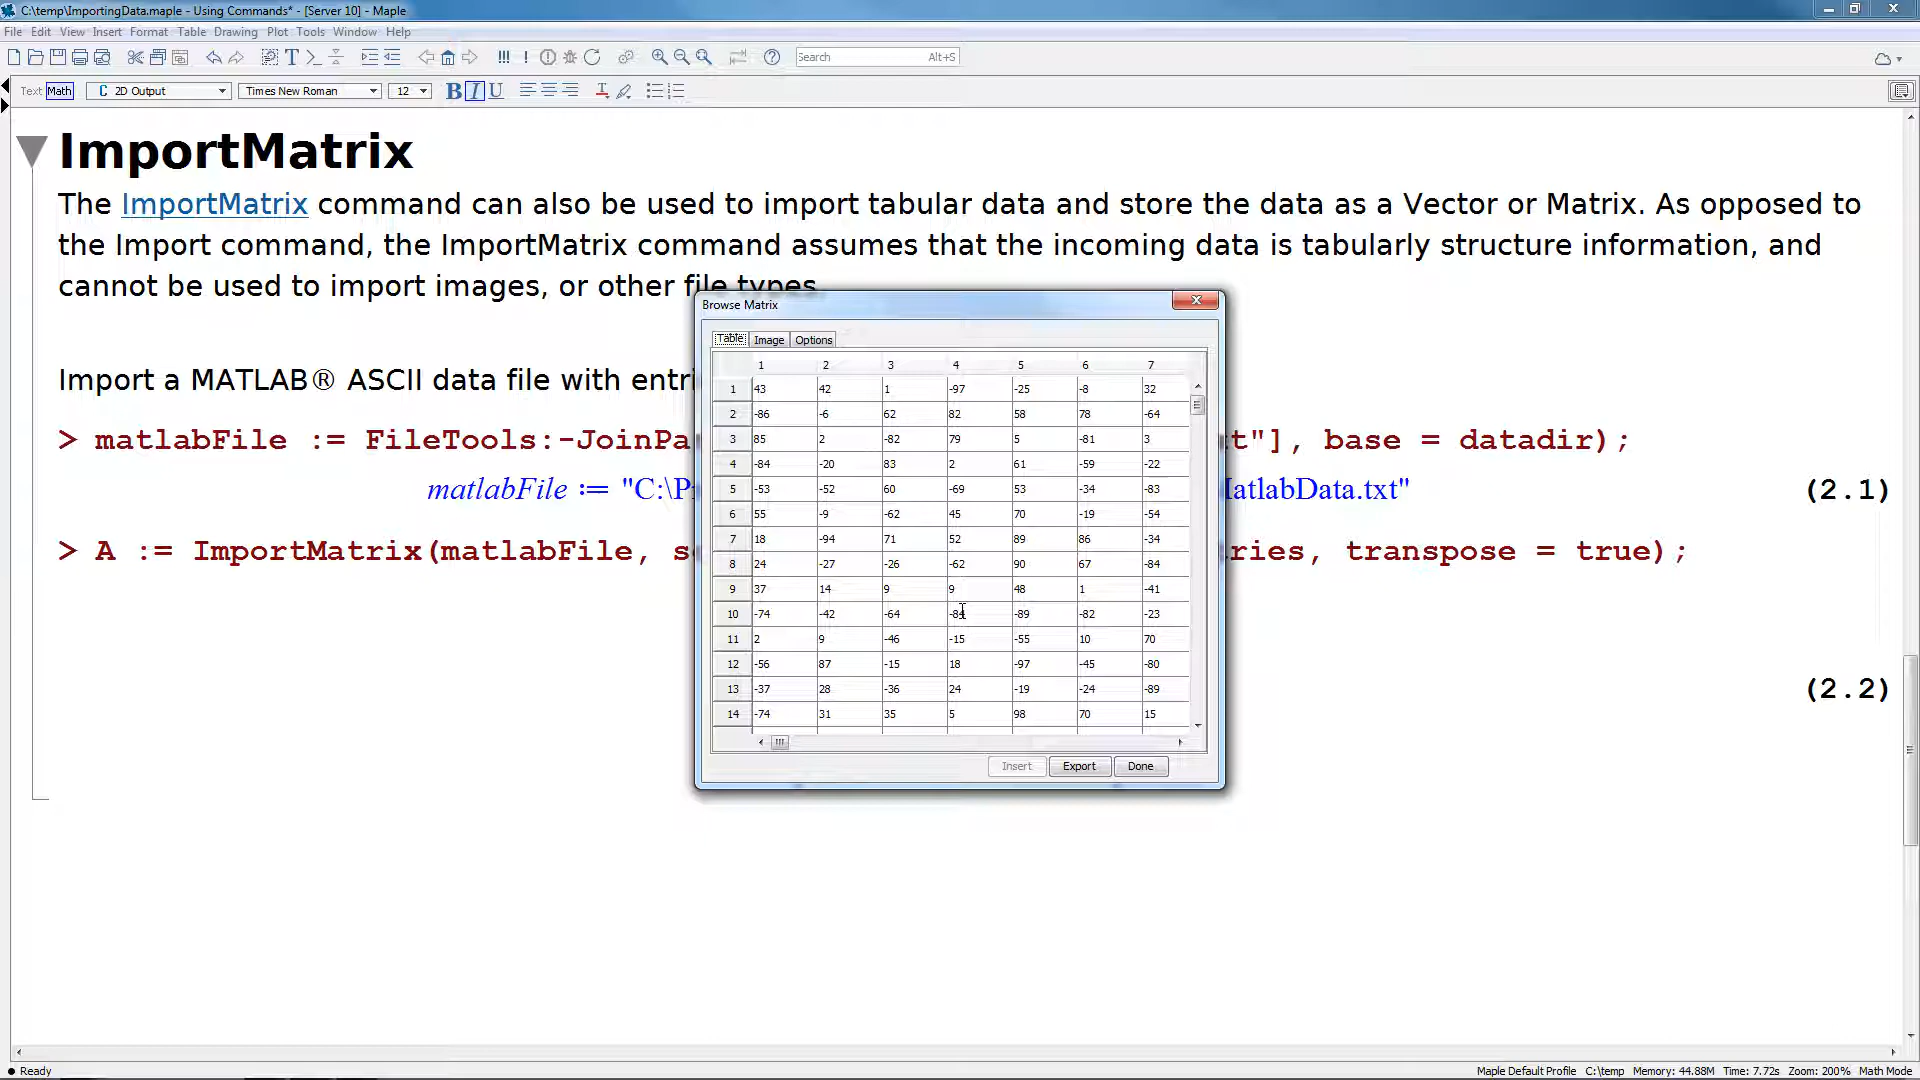 C:\temp\ImportingData.maple - Using Commands* - [Server 10] - Maple
File Edit View Insert Format Table Drawing Plot Tools Window Help
Search Alt+S
Text Math C 2D Output Times New Roman 12 B I U
ImportMatrix
The ImportMatrix command can also be used to import tabular data and store the data as a Vector or Matrix. As opposed to
the Import command, the ImportMatrix command assumes that the incoming data is tabularly structure information, and
cannot be used to import images, or other file types.
Import a MATLAB® ASCII data file with entri
> matlabFile := FileTools:-JoinPa t"], base = datadir);
matlabFile := "C:\P MatlabData.txt" (2.1)
> A := ImportMatrix(matlabFile, s ries, transpose = true);
(2.2)
Browse Matrix
Table Image Options
1 2 3 4 5 6 7
1 43 42 1 -97 -25 -8 32
2 -86 -6 62 82 58 78 -64
3 85 2 -82 79 5 -81 3
4 -84 -20 83 2 61 -59 -22
5 -53 -52 60 -69 53 -34 -83
6 55 -9 -62 45 70 -19 -54
7 18 -94 71 52 89 86 -34
8 24 -27 -26 -62 90 67 -84
9 37 14 9 9 48 1 -41
10 -74 -42 -64 -84 -89 -82 -23
11 2 9 -46 -15 -55 10 70
12 -56 87 -15 18 -97 -45 -80
13 -37 28 -36 24 -19 -24 -89
14 -74 31 35 5 98 70 15
Insert Export Done
Ready Maple Default Profile C:\temp Memory: 44.88M Time: 7.72s Zoom: 200% Math Mode